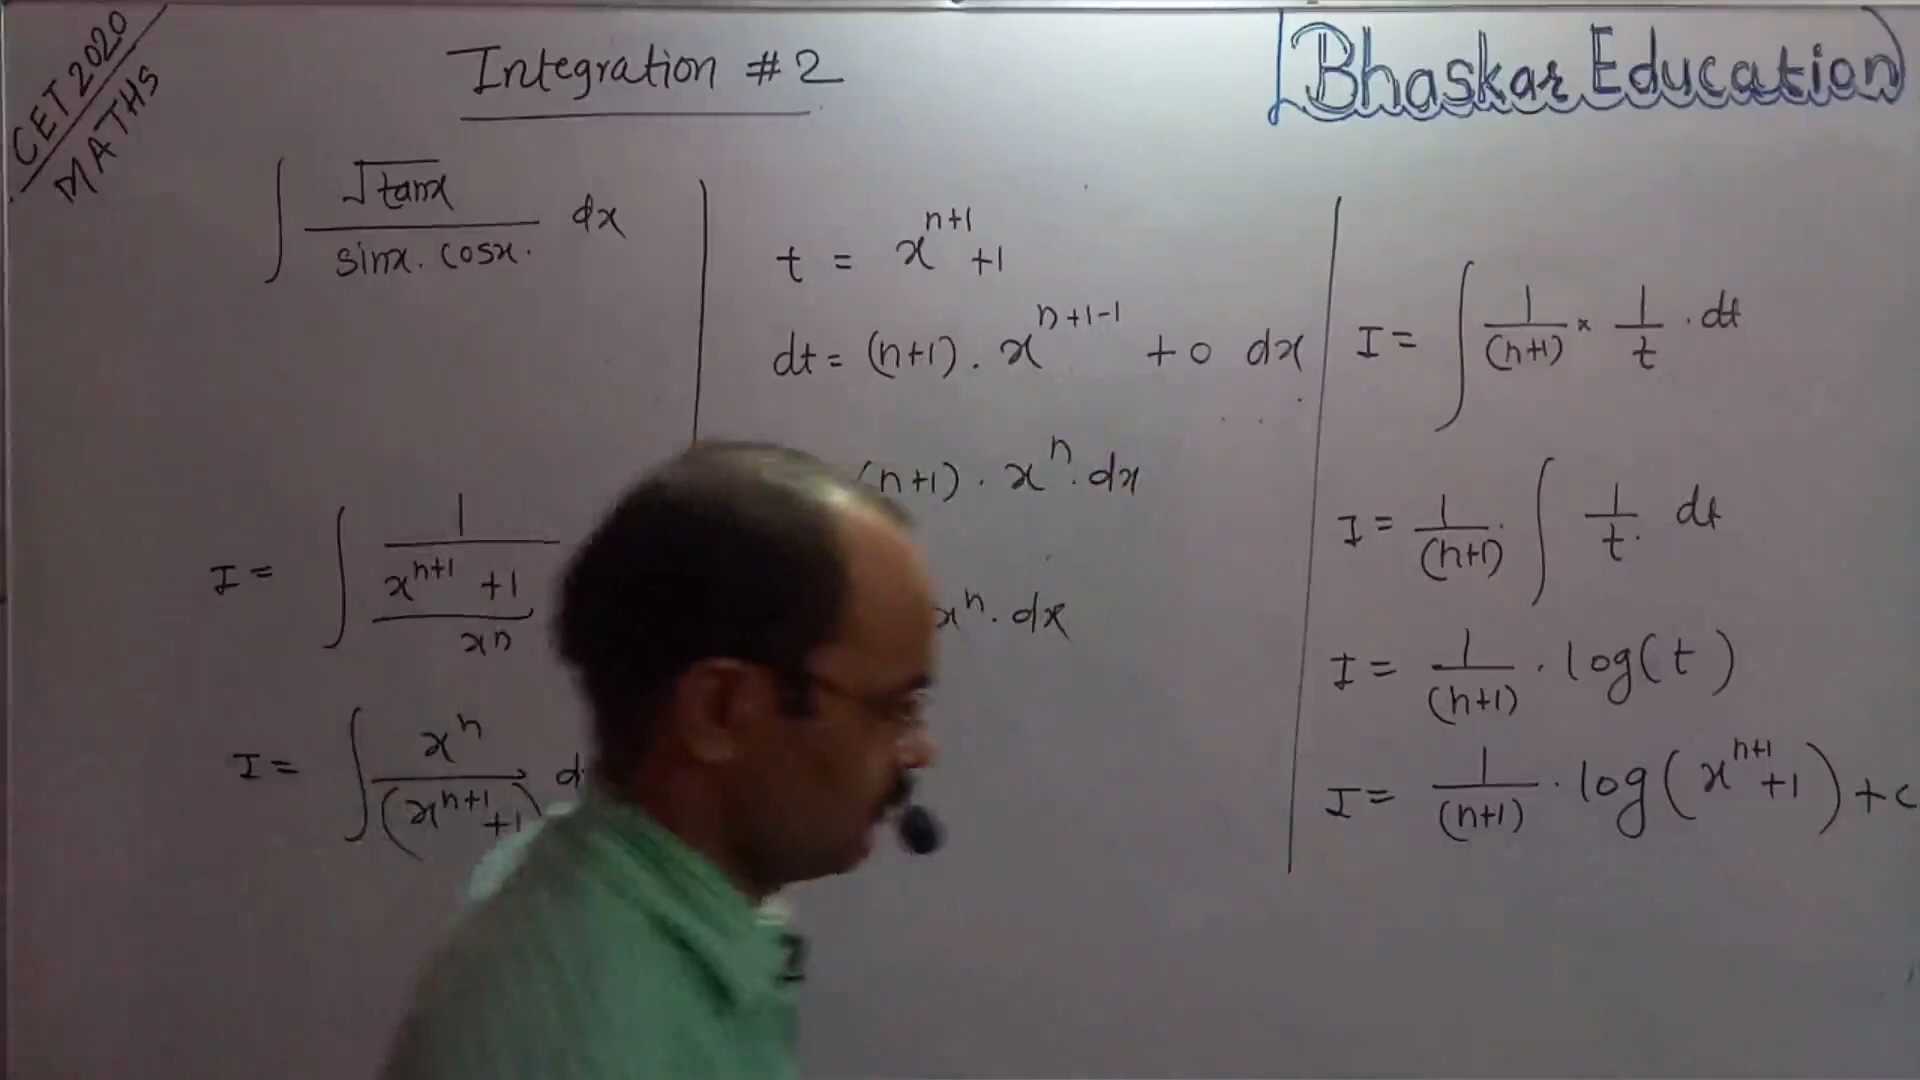 CET 2020
MATHS
Integration #2
Bhaskar Education
∫ √tanx / sinx. cosx. dx
I = ∫ 1 / (x^{n+1} +1 / x^n)
I = ∫ x^n / (x^{n+1} +1)
t = x^{n+1} +1
dt = (n+1). x^{n+1-1} + 0 dx
(n+1). x^n. dx
x^n. dx
I = ∫ 1/(n+1) × 1/t . dt
I = 1/(n+1). ∫ 1/t. dt
I = 1/(n+1) . log(t)
I = 1/(n+1) . log(x^{n+1} +1) + c